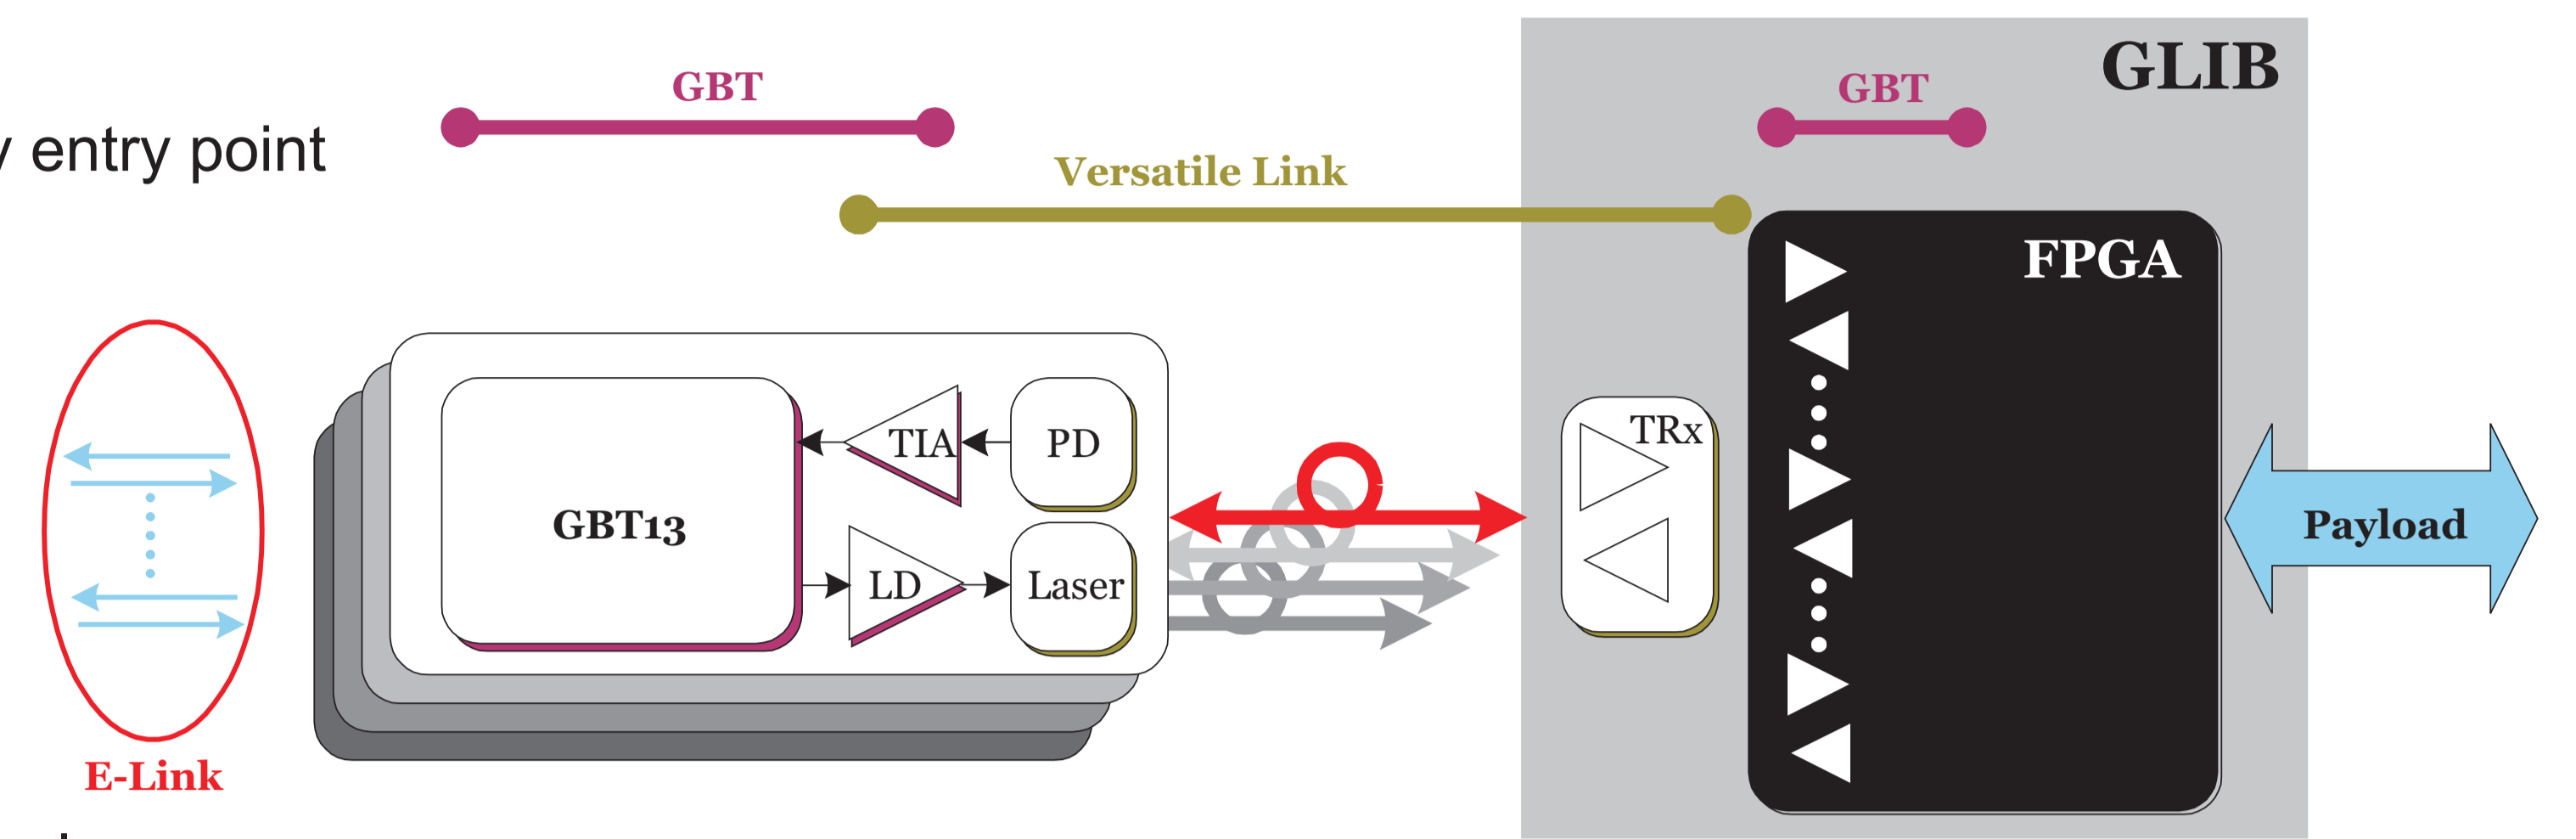 GLIB
GBT
GBT
entry point
Versatile Link
FPGA
TRx
TIA
PD
GBT13
LD
Laser
Payload
E-Link